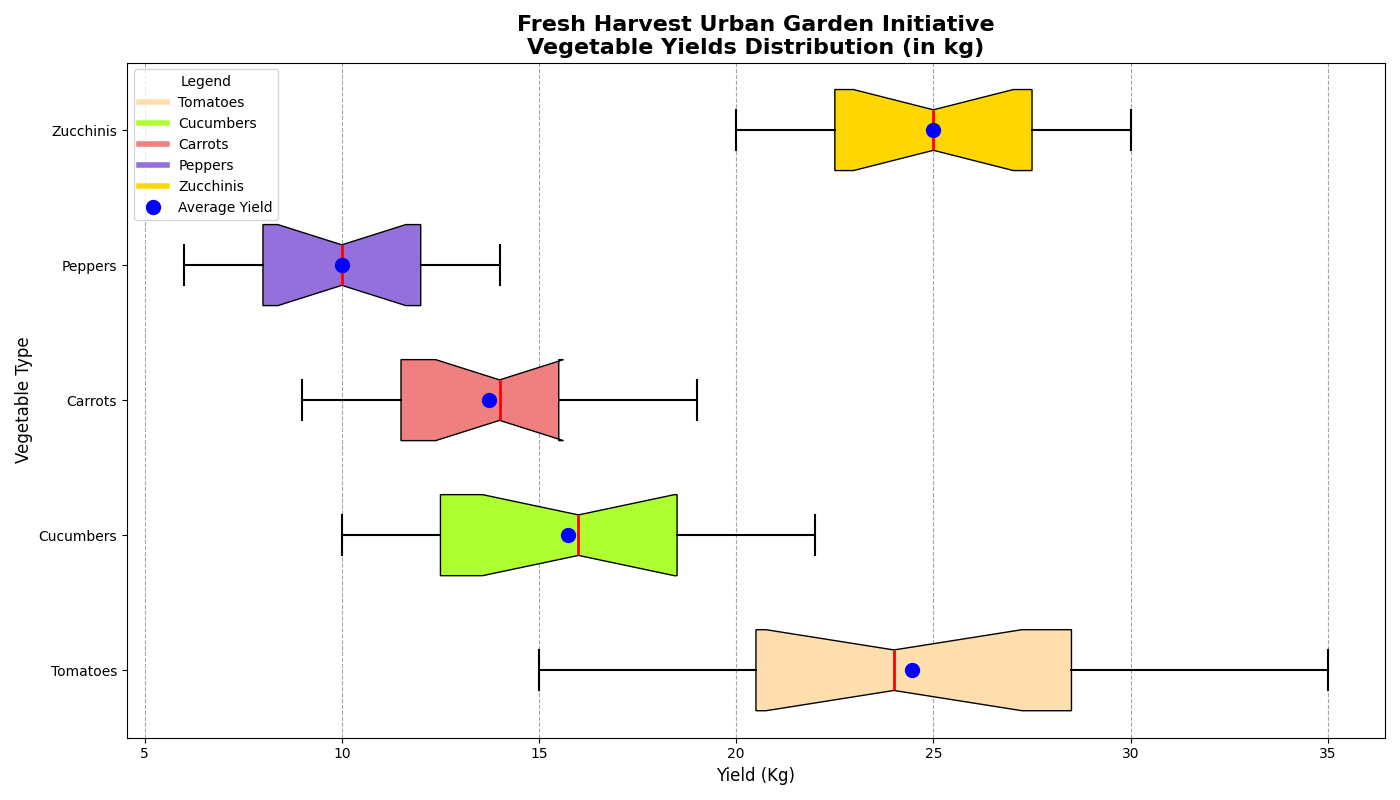 Fresh Harvest Urban Garden Initiative
Vegetable Yields Distribution (in kg)
Legend
Tomatoes
Cucumbers
Carrots
Peppers
Zucchinis
Average Yield
Vegetable Type
Zucchinis
Peppers
Carrots
Cucumbers
Tomatoes
5 10 15 20 25 30 35
Yield (Kg)